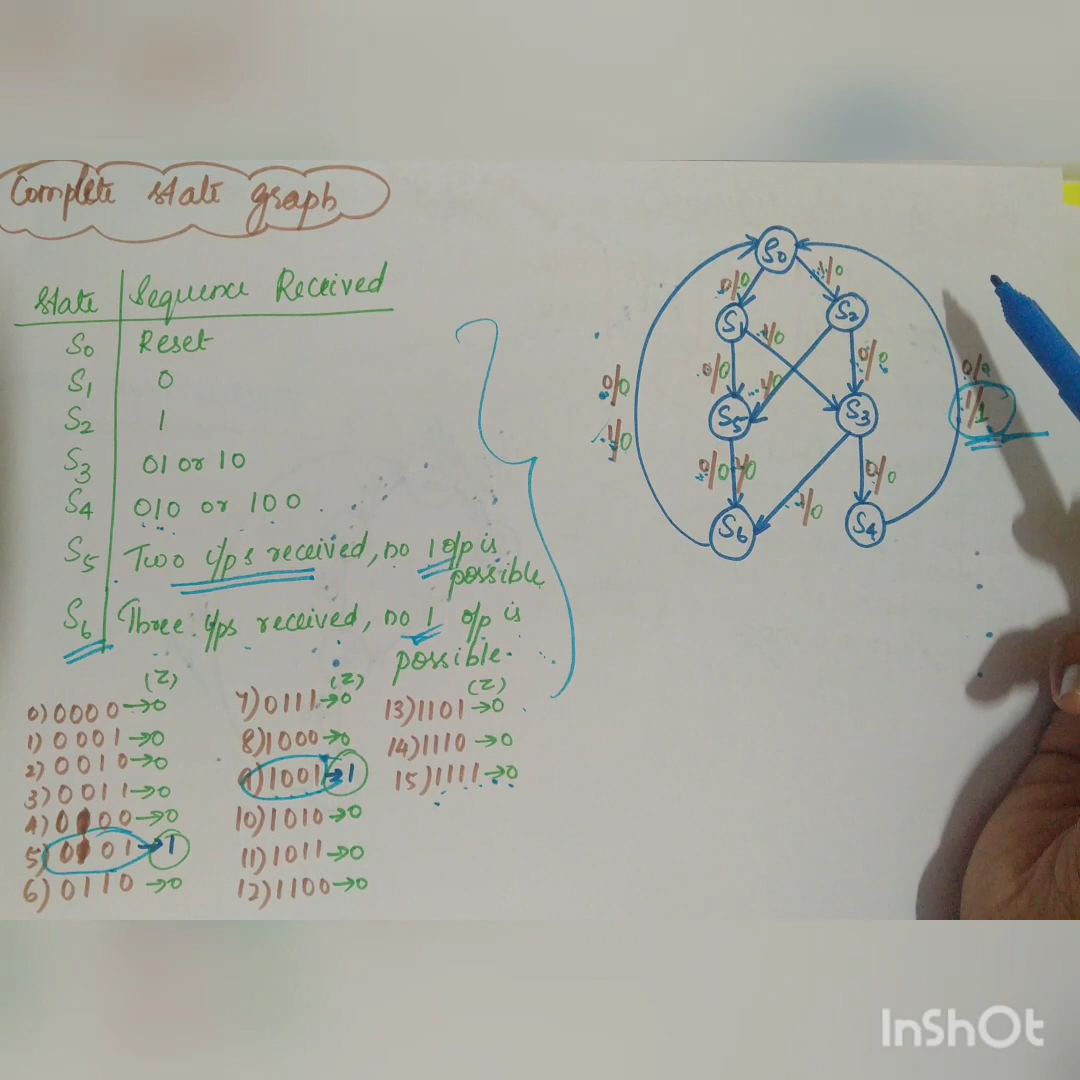 Complete state graph
State Sequence Received
S0 Reset
S1 0
S2 1
S3 01 or 10
S4 010 or 100
S5 Two i/ps received, no 1 o/p is possible
S6 Three i/ps received, no 1 o/p is possible.
(Z)
0) 0000 → 0
1) 0001 → 0
2) 0010 → 0
3) 0011 → 0
4) 0100 → 0
5) 0101 → 1
6) 0110 → 0
(Z)
7) 0111 → 0
8) 1000 → 0
9) 1001 → 1
10) 1010 → 0
11) 1011 → 0
12) 1100 → 0
(Z)
13) 1101 → 0
14) 1110 → 0
15) 1111 → 0
S0
0/0 1/0
S1 S2
1/0
0/0 1/0 0/0
S5 S3
0/0 1/0 0/0
1/0
S6 S4
0/0
1/0
0/0
1/1
InShOt